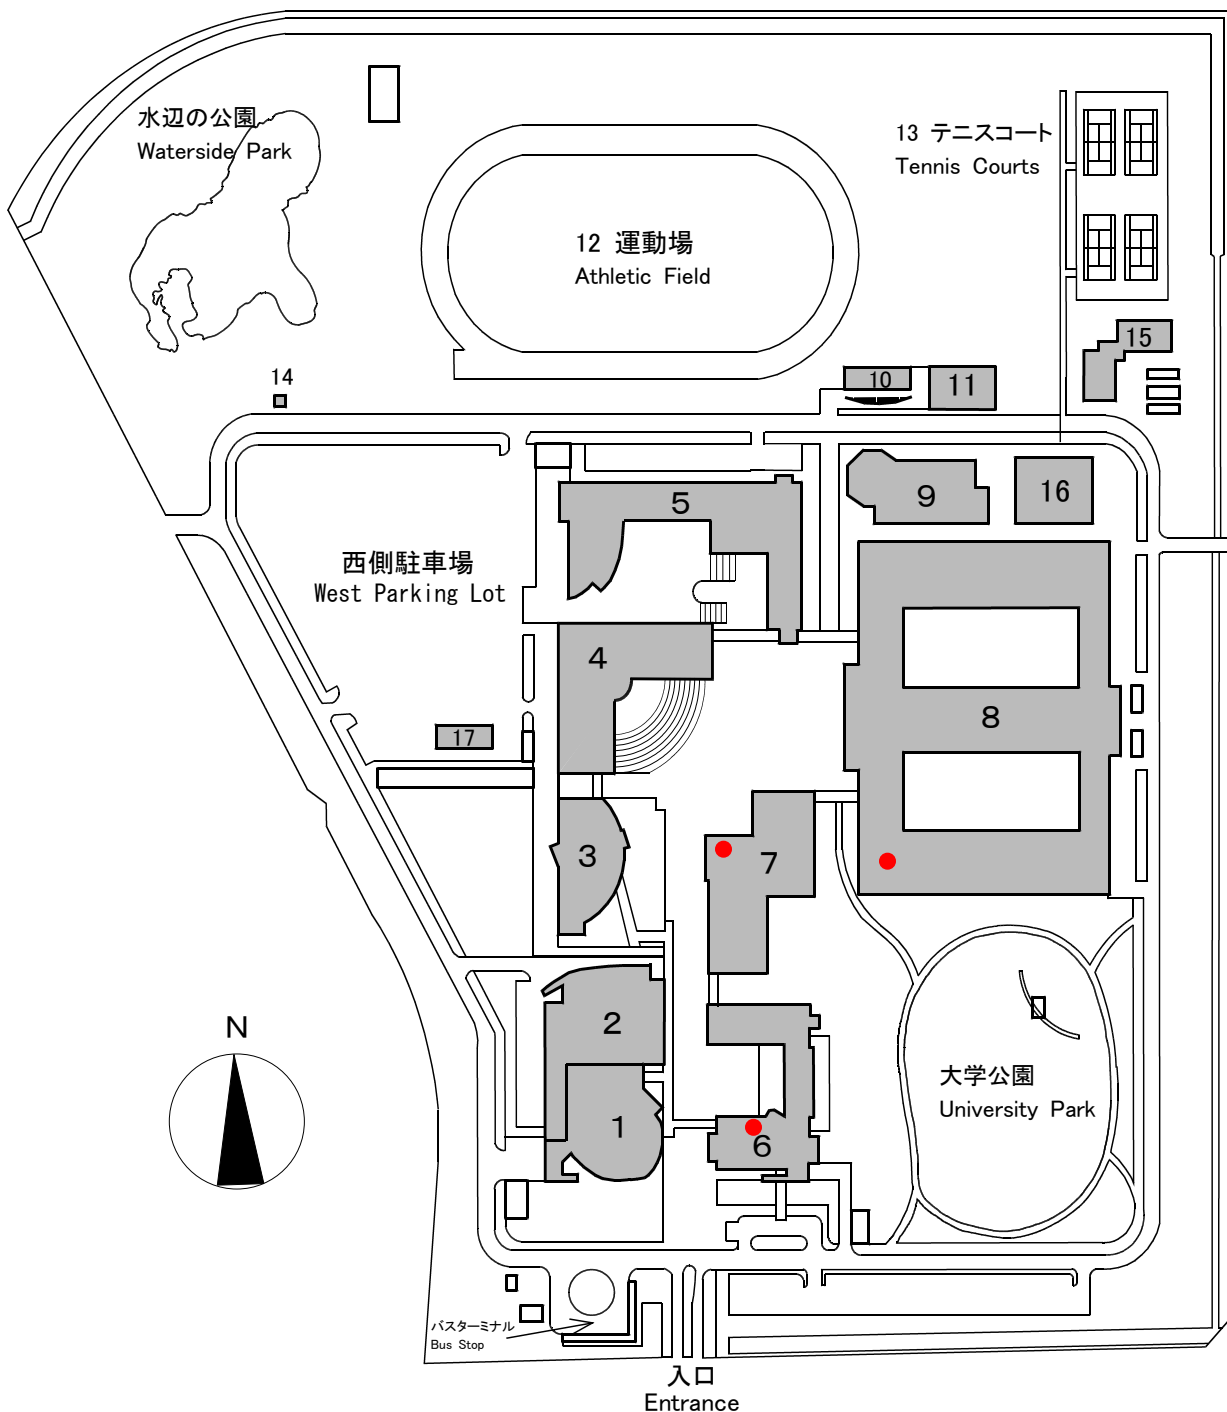 水辺の公園
Waterside Park
13 テニスコート
Tennis Courts
12 運動場
Athletic Field
15
14
10
11
5
9
16
西側駐車場
West Parking Lot
4
8
17
3
7
2
N
大学公園
University Park
1
6
バスターミナル
Bus Stop
入口
Entrance